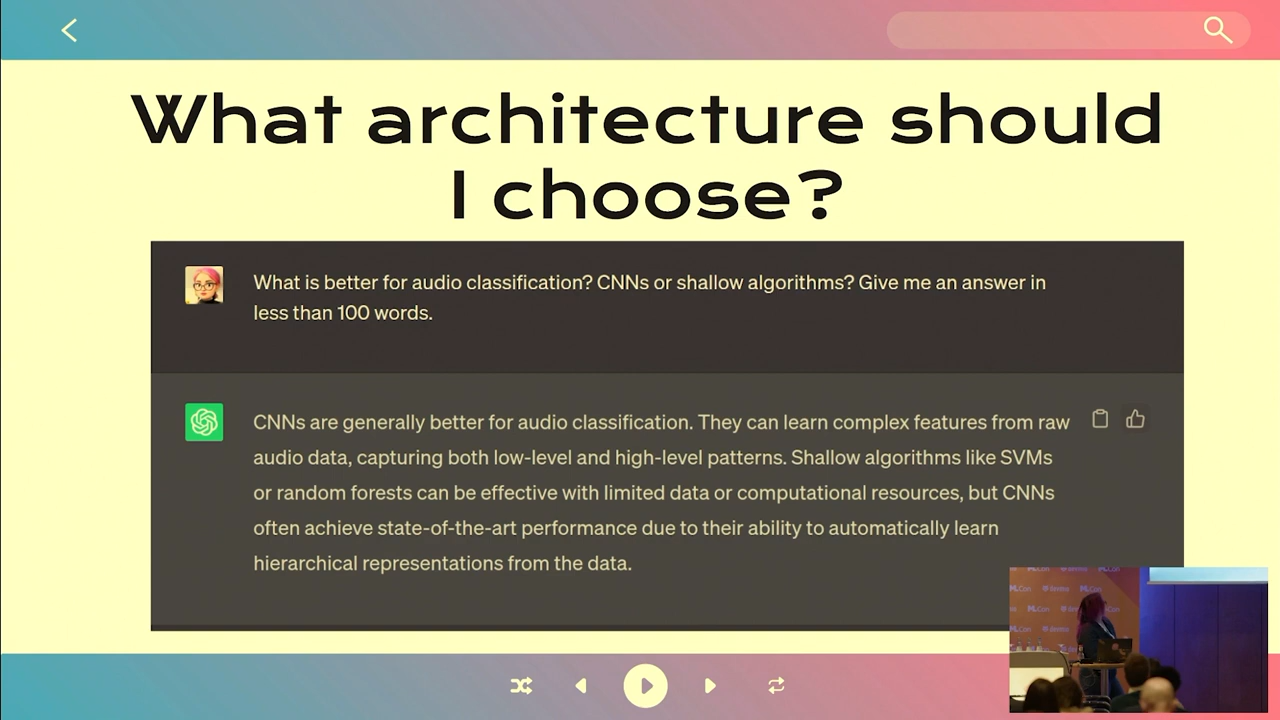 What architecture should
I choose?
What is better for audio classification? CNNs or shallow algorithms? Give me an answer in
less than 100 words.
CNNs are generally better for audio classification. They can learn complex features from raw
audio data, capturing both low-level and high-level patterns. Shallow algorithms like SVMs
or random forests can be effective with limited data or computational resources, but CNNs
often achieve state-of-the-art performance due to their ability to automatically learn
hierarchical representations from the data.
MLCon
MLCon
MLCon
MLCon